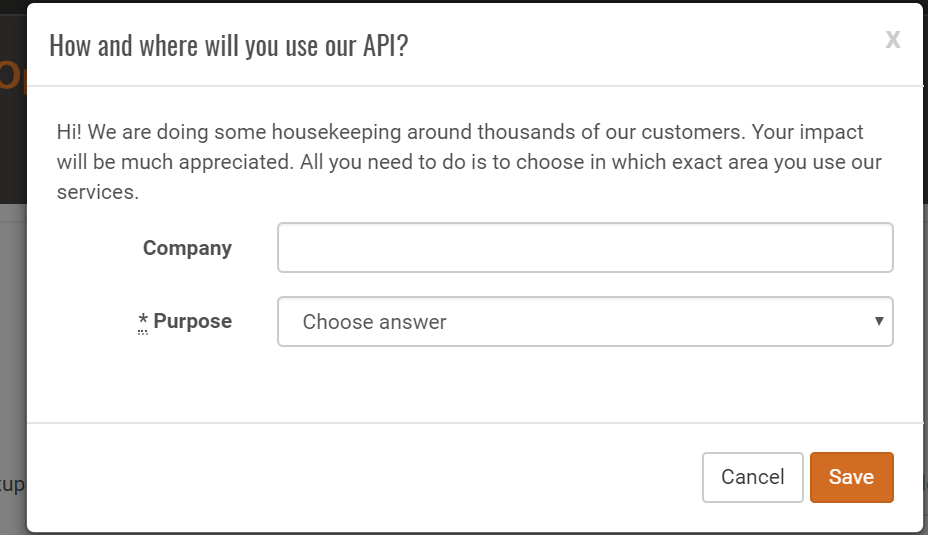 How and where will you use our API?
X
Hi! We are doing some housekeeping around thousands of our customers. Your impact
will be much appreciated. All you need to do is to choose in which exact area you use our
services.
Company
* Purpose
Choose answer
Cancel
Save